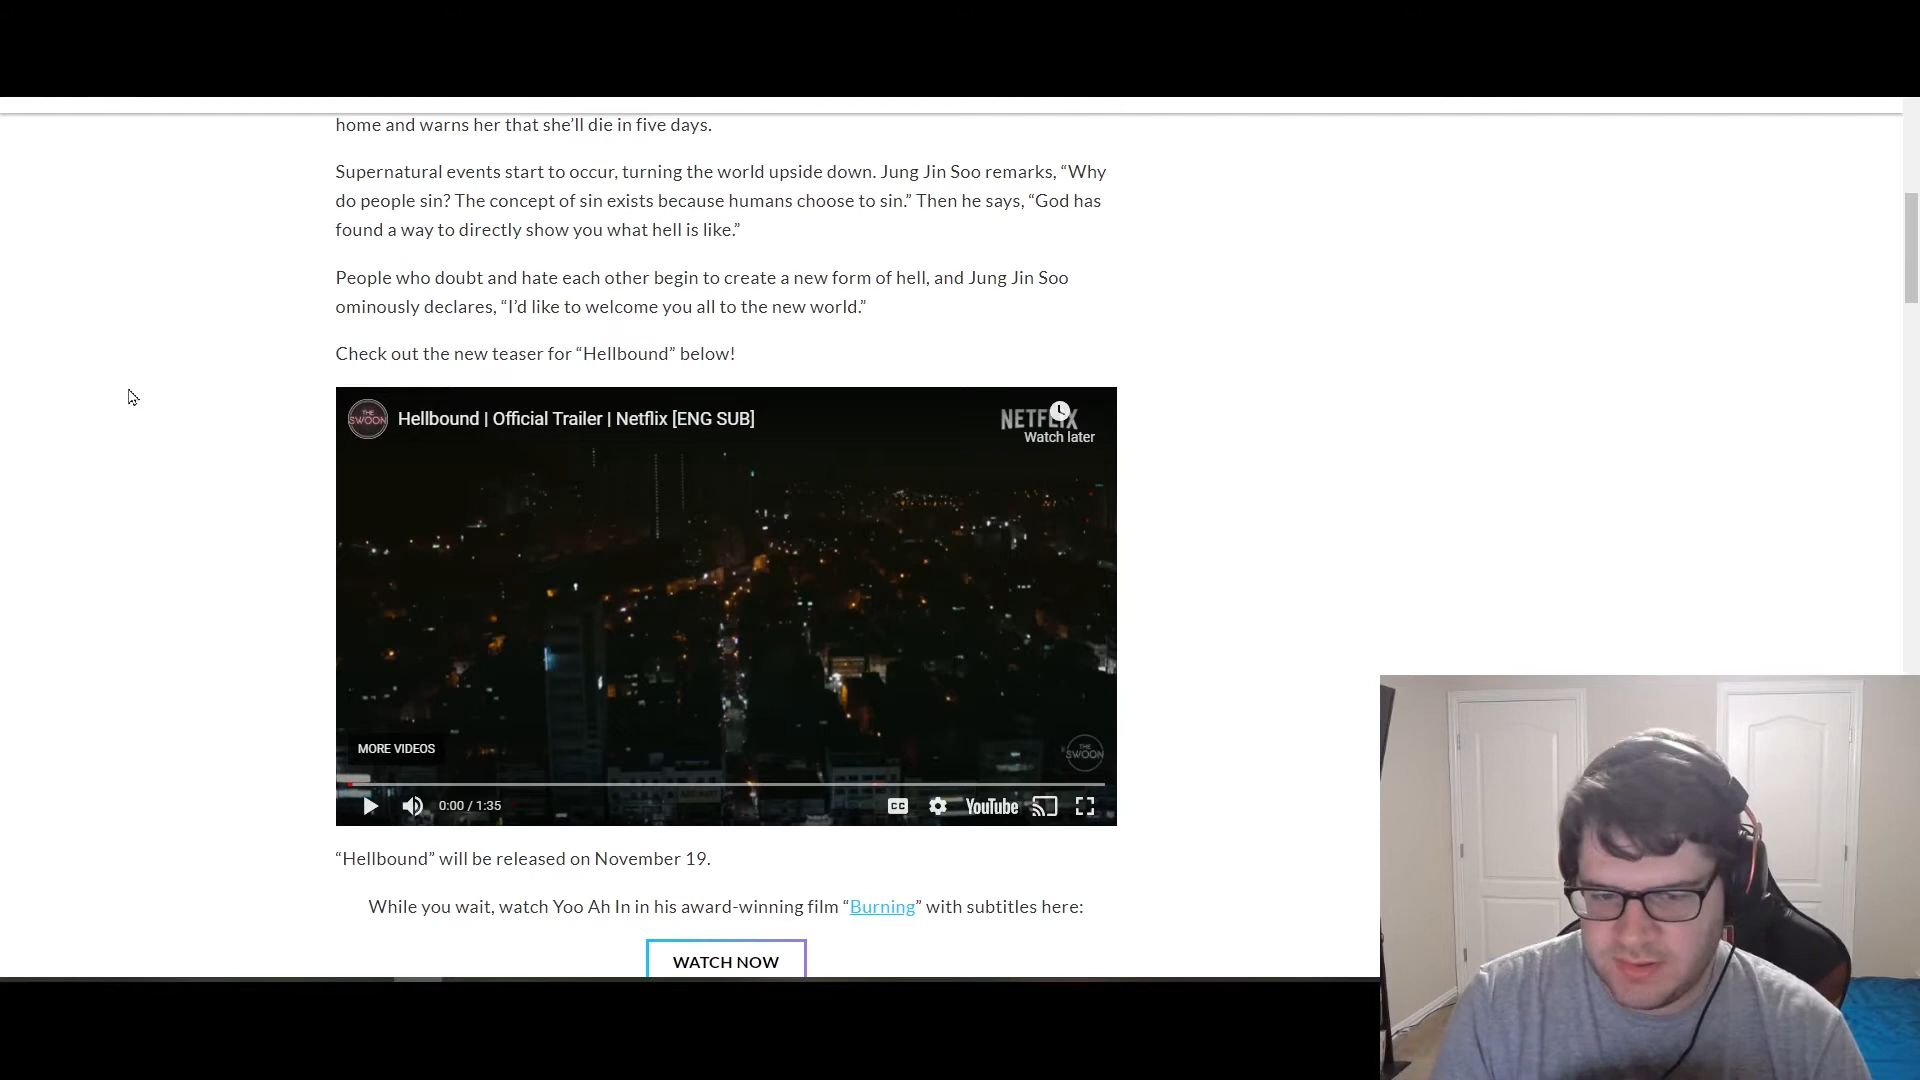 home and warns her that she’ll die in five days.
Supernatural events start to occur, turning the world upside down. Jung Jin Soo remarks, “Why
do people sin? The concept of sin exists because humans choose to sin.” Then he says, “God has
found a way to directly show you what hell is like.”
People who doubt and hate each other begin to create a new form of hell, and Jung Jin Soo
ominously declares, “I’d like to welcome you all to the new world.”
Check out the new teaser for “Hellbound” below!
THE
SWOON
Hellbound | Official Trailer | Netflix [ENG SUB]
NETFLIX
Watch later
MORE VIDEOS
THE
SWOON
0:00 / 1:35
CC
YouTube
“Hellbound” will be released on November 19.
While you wait, watch Yoo Ah In in his award-winning film “Burning” with subtitles here:
WATCH NOW